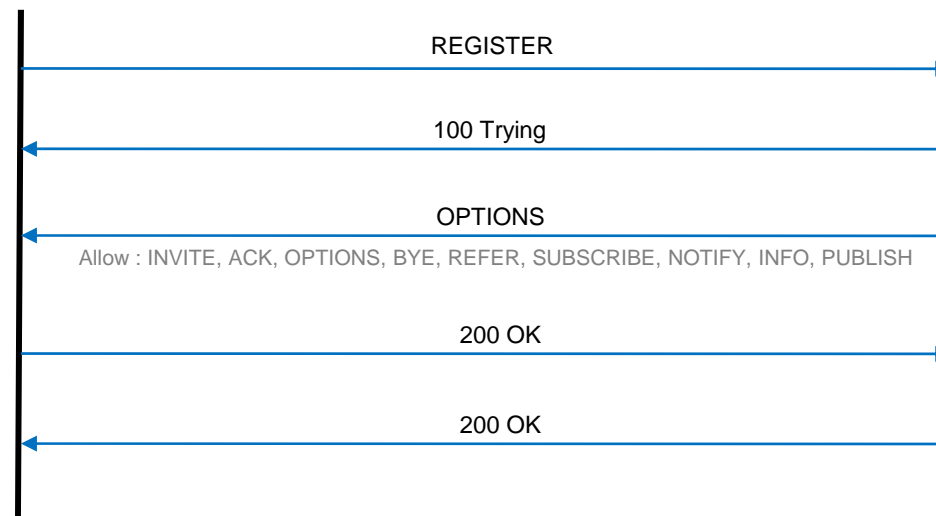 REGISTER
100 Trying
OPTIONS
Allow : INVITE, ACK, OPTIONS, BYE, REFER, SUBSCRIBE, NOTIFY, INFO, PUBLISH
200 OK
200 OK